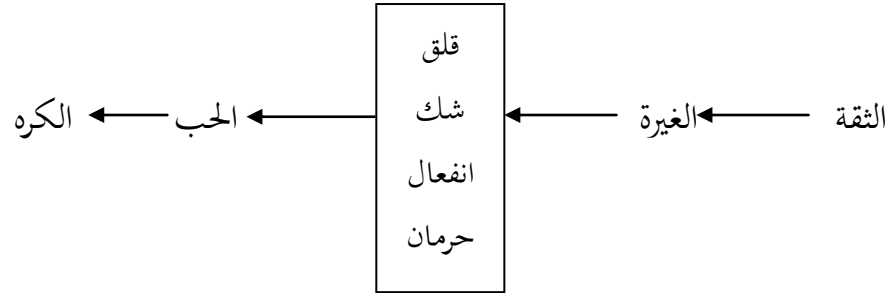 الثقة
الغيرة
قلق
شك
انفعال
حرمان
الحب
الكره